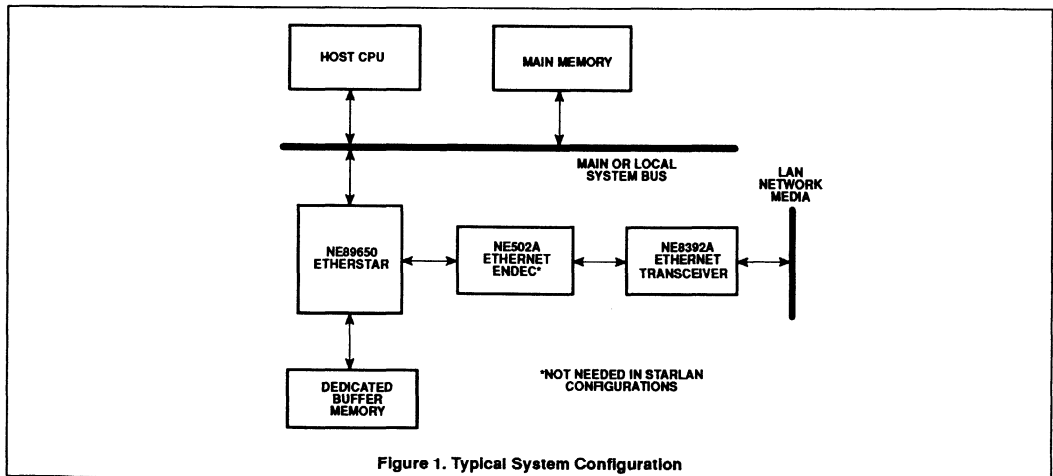 HOST CPU
MAIN MEMORY
MAIN OR LOCAL
SYSTEM BUS
LAN
NETWORK
MEDIA
NE89650
ETHERSTAR
NE502A
ETHERNET
ENDEC*
NE8392A
ETHERNET
TRANSCEIVER
*NOT NEEDED IN STARLAN
CONFIGURATIONS
DEDICATED
BUFFER
MEMORY
Figure 1. Typical System Configuration